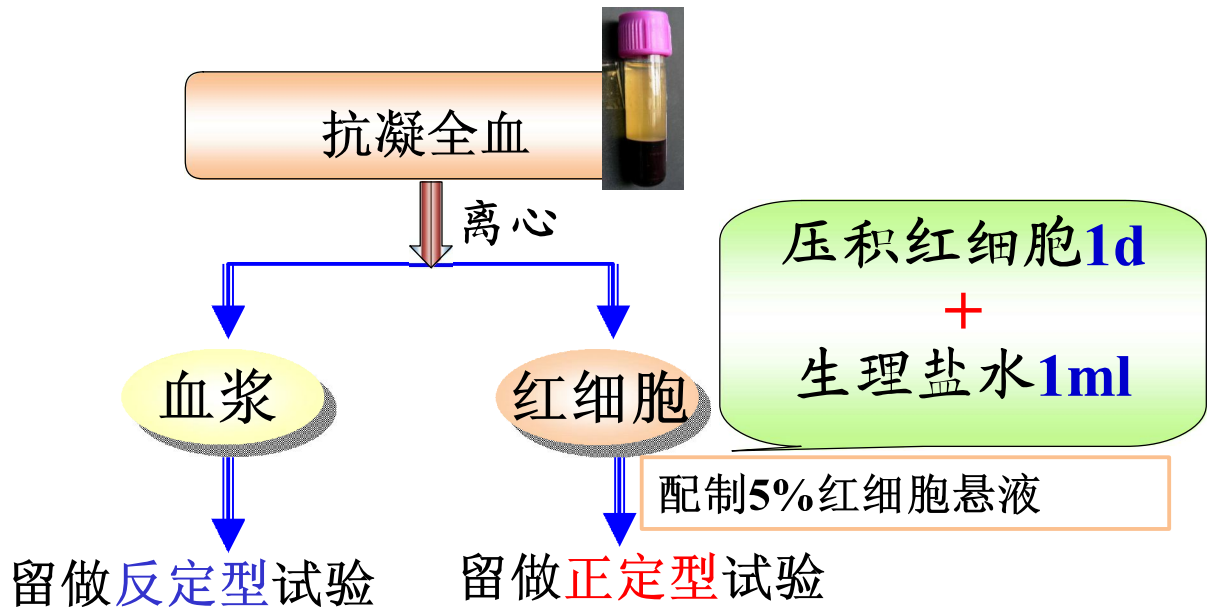 抗凝全血
离心
压积红细胞1d
+
生理盐水1ml
血浆
红细胞
配制5%红细胞悬液
留做反定型试验
留做正定型试验